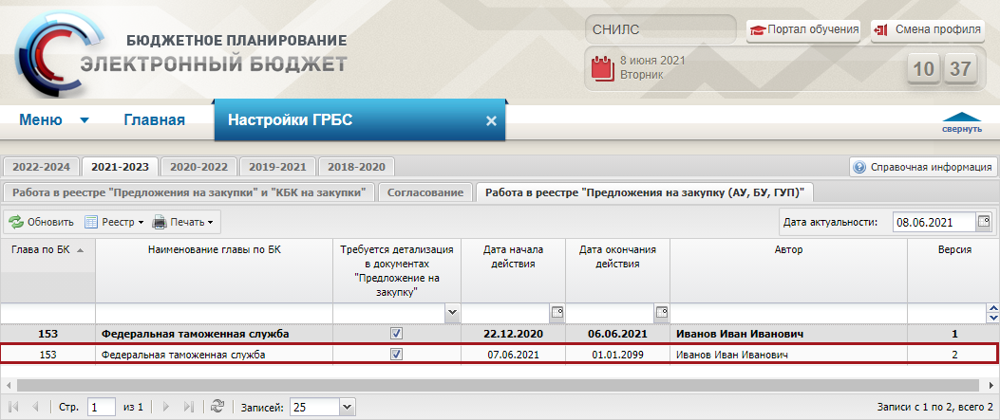 БЮДЖЕТНОЕ ПЛАНИРОВАНИЕ
ЭЛЕКТРОННЫЙ БЮДЖЕТ
СНИЛС
Портал обучения
Смена профиля
8 июня 2021
Вторник
10 37
Меню
Главная
Настройки ГРБС
свернуть
2022-2024
2021-2023
2020-2022
2019-2021
2018-2020
Справочная информация
Работа в реестре "Предложения на закупки" и "КБК на закупки"
Согласование
Работа в реестре "Предложения на закупку (АУ, БУ, ГУП)"
Обновить
Реестр
Печать
Дата актуальности:
08.06.2021
Глава по БК
Наименование главы по БК
Требуется детализация
в документах
"Предложение на
закупку"
Дата начала
действия
Дата окончания
действия
Автор
Версия
153 Федеральная таможенная служба 22.12.2020 06.06.2021 Иванов Иван Иванович 1
153 Федеральная таможенная служба 07.06.2021 01.01.2099 Иванов Иван Иванович 2
Стр. 1 из 1
Записей: 25
Записи с 1 по 2, всего 2